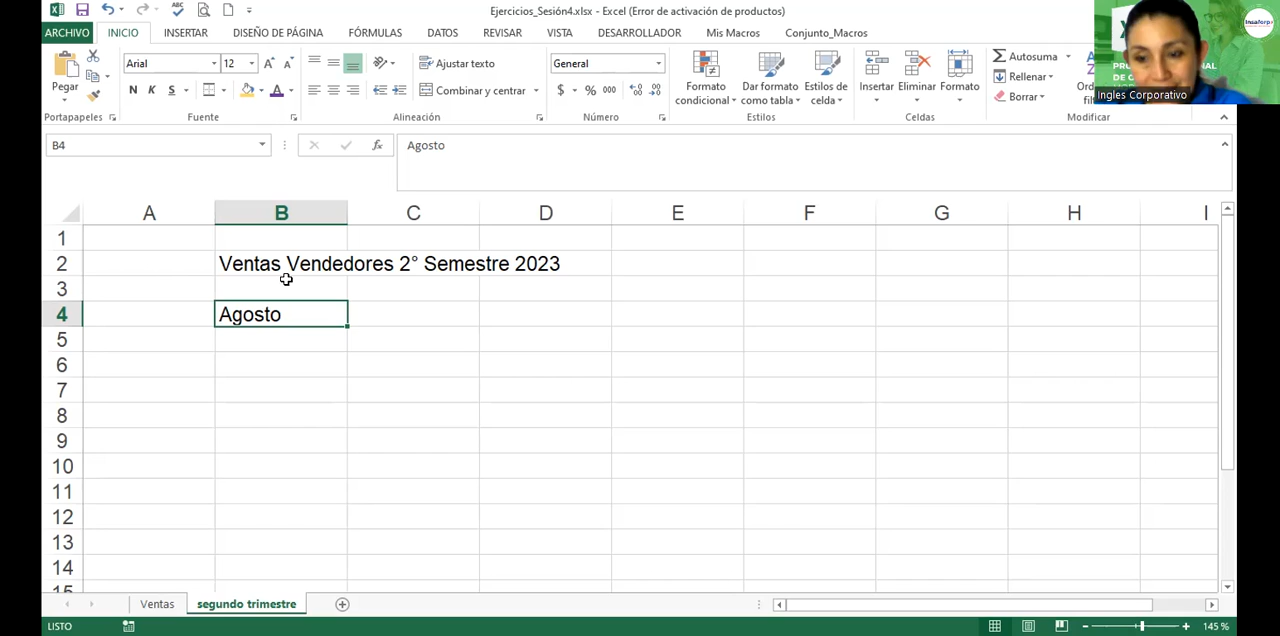 Ejercicios_Sesión4.xlsx - Excel (Error de activación de productos)
ARCHIVO INICIO INSERTAR DISEÑO DE PÁGINA FÓRMULAS DATOS REVISAR VISTA DESARROLLADOR Mis Macros Conjunto_Macros
Pegar
Arial 12
N K S
Ajustar texto
Combinar y centrar
General
$ % 000
Formato condicional
Dar formato como tabla
Estilos de celda
Insertar Eliminar Formato
Autosuma
Rellenar
Borrar
Portapapeles Fuente Alineación Número Estilos Celdas Modificar
Ingles Corporativo
Insaforp
B4 fx Agosto
A B C D E F G H I
1
2 Ventas Vendedores 2° Semestre 2023
3
4 Agosto
5
6
7
8
9
10
11
12
13
14
15
Ventas segundo trimestre
LISTO 145 %